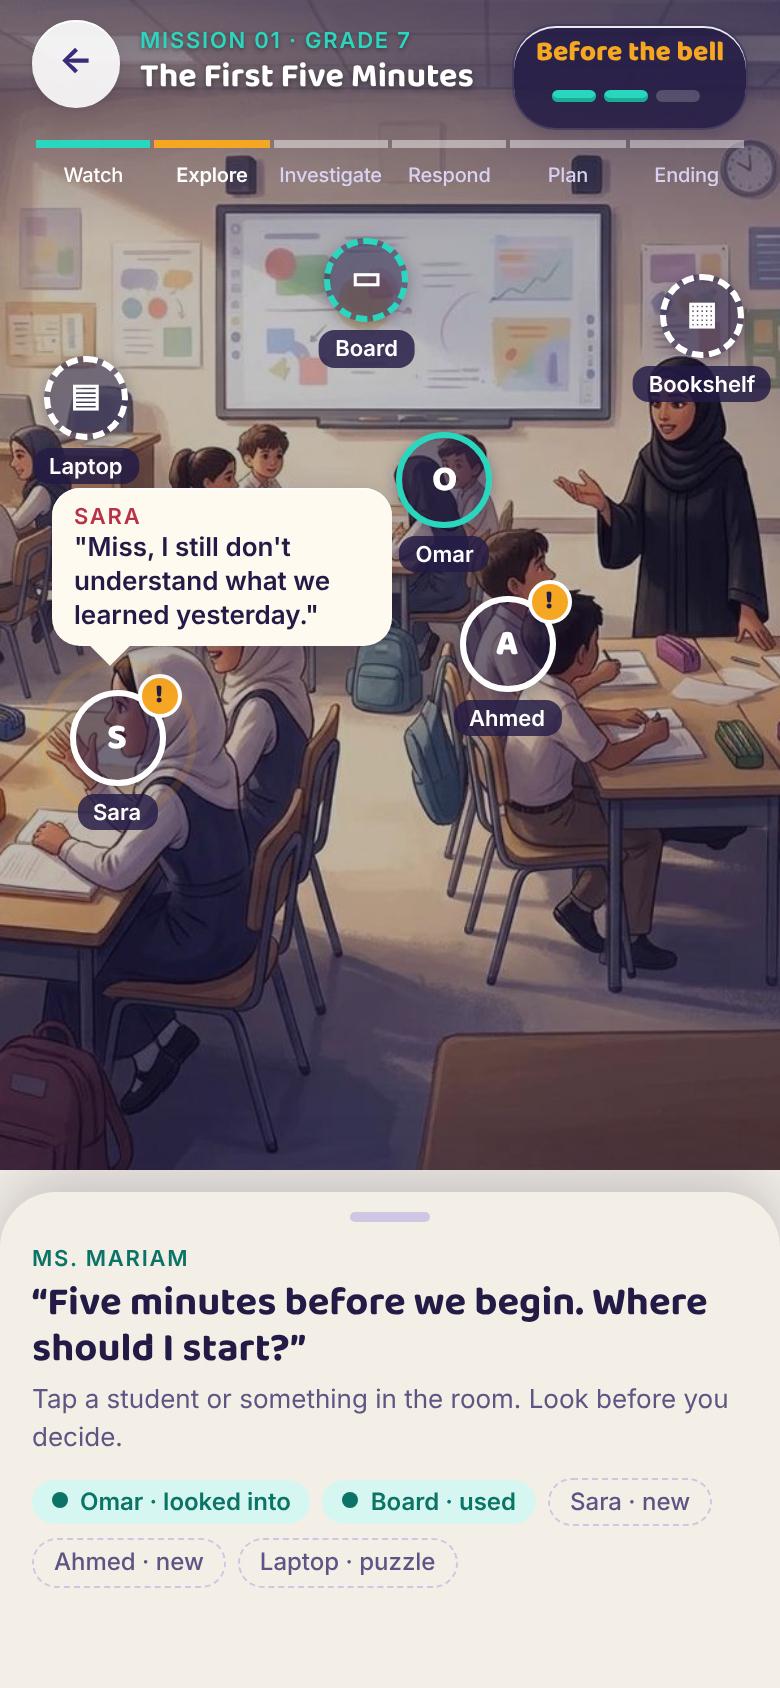 MISSION 01 · GRADE 7
The First Five Minutes
Before the bell
Watch
Explore
Investigate
Respond
Plan
Ending
Board
Bookshelf
Laptop
O
Omar
SARA
"Miss, I still don't
understand what we
learned yesterday."
!
A
Ahmed
!
S
Sara
MS. MARIAM
“Five minutes before we begin. Where
should I start?”
Tap a student or something in the room. Look before you
decide.
Omar · looked into
Board · used
Sara · new
Ahmed · new
Laptop · puzzle